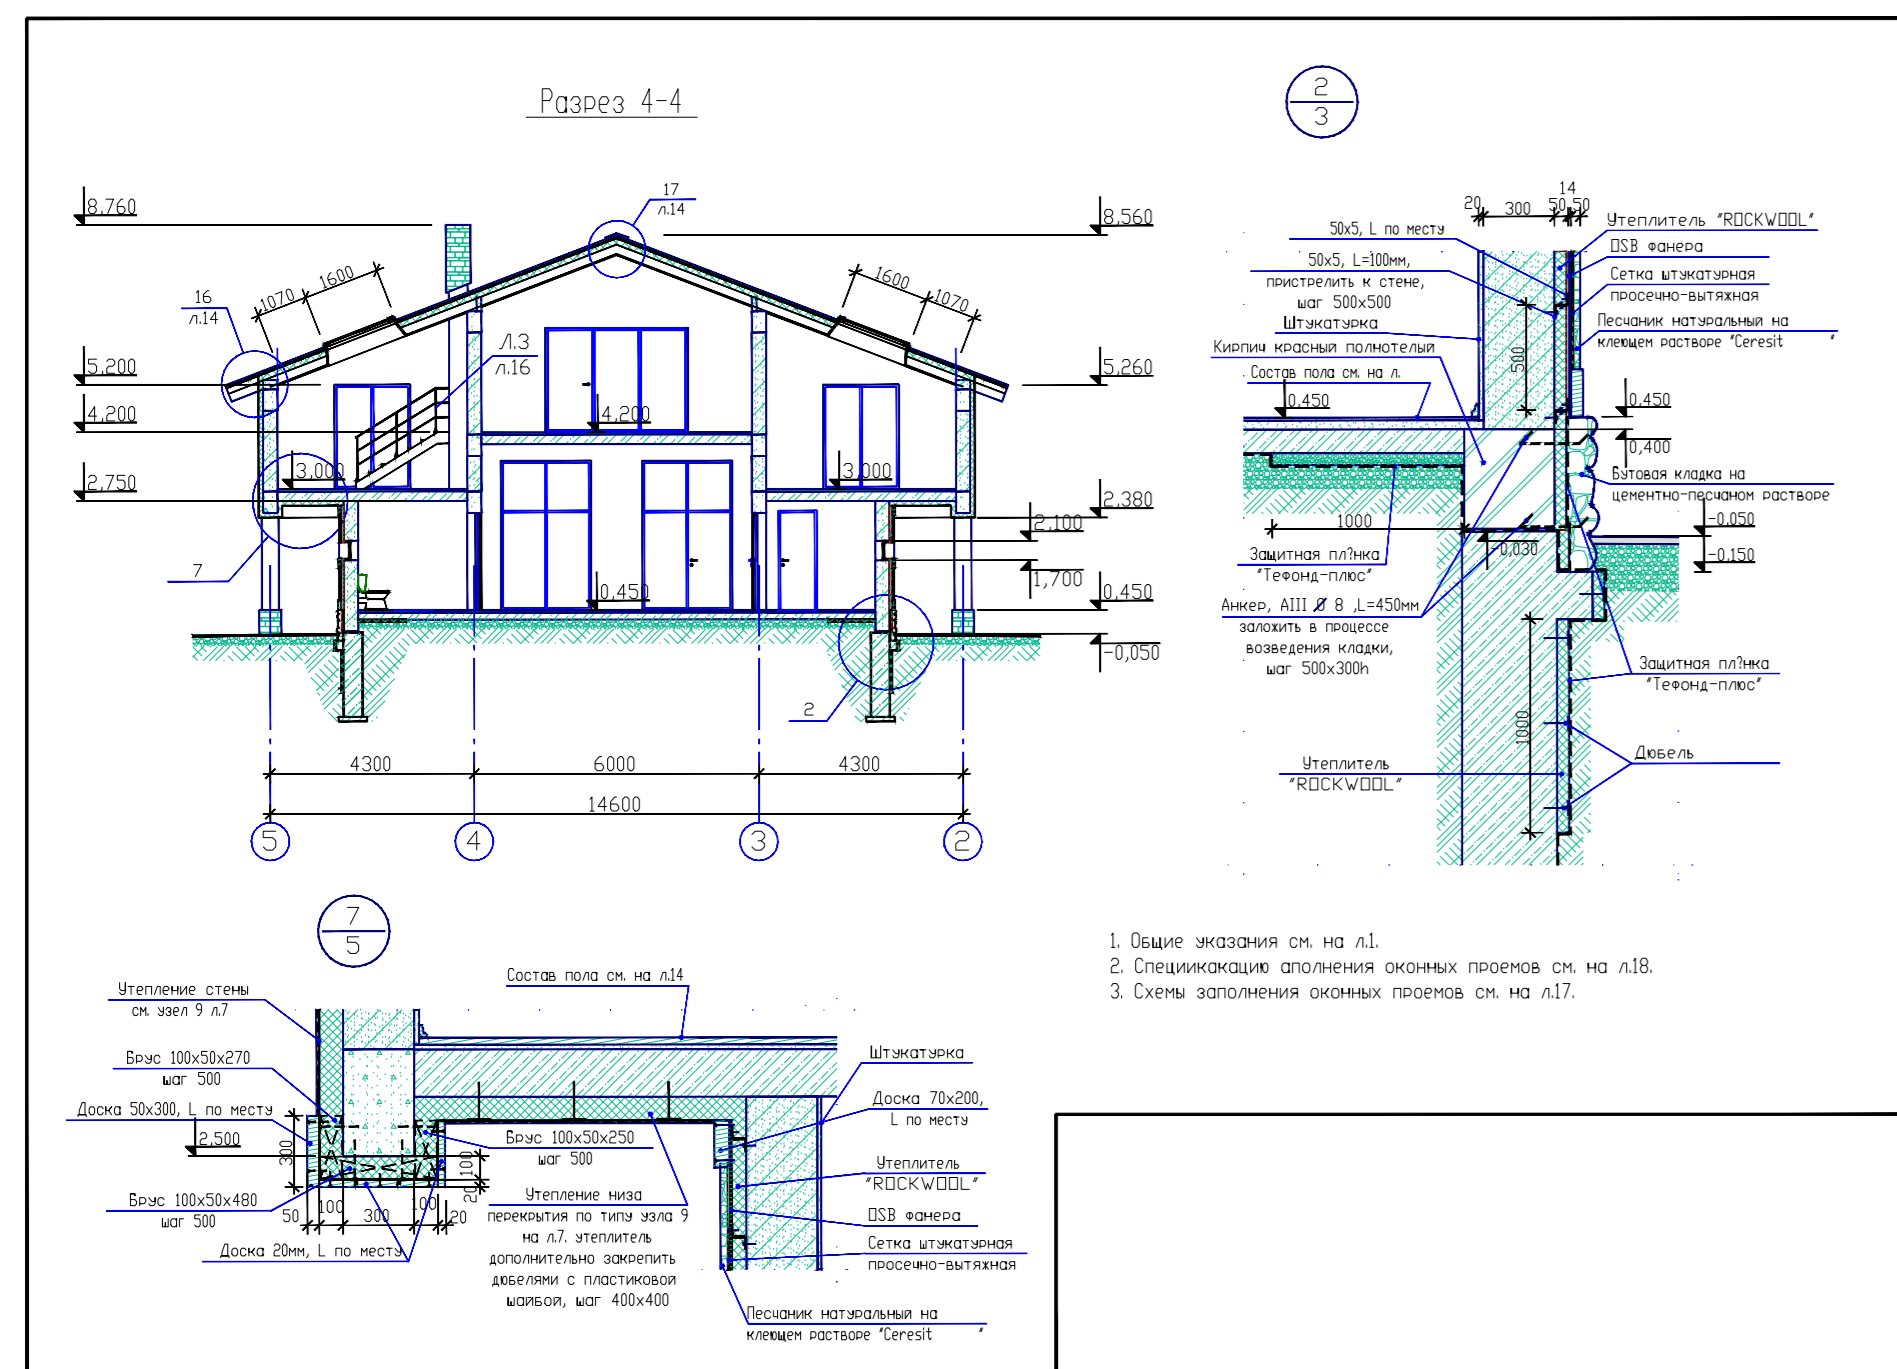 Разрез 4-4
2
3
17
л.14
8,760
8,560
1600
1070
1600
1070
16
л.14
Л.3
л.16
5,200
5,260
4,200
4,200
2,750
3,000
3,000
2,380
2,100
1,700
7
0,450
0,450
-0,050
2
4300
6000
4300
14600
5
4
3
2
14
20
300
50
50
50х5, L по месту
50х5, L=100мм,
пристрелить к стене,
шаг 500х500
Штукатурка
Кирпич красный полнотелый
Состав пола см. на л.
0,450
Утеплитель "ROCKWOOL"
OSB фанера
Сетка штукатурная
просечно-вытяжная
Песчаник натуральный на
клеющем растворе "Ceresit "
500
0,450
0,400
Бутовая кладка на
цементно-песчаном растворе
-0,050
-0,150
1000
-0,030
Защитная пл?нка
"Тефонд-плюс"
Анкер, АIII Ø 8 ,L=450мм
заложить в процессе
возведения кладки,
шаг 500х300h
Защитная пл?нка
"Тефонд-плюс"
1000
Дюбель
Утеплитель
"ROCKWOOL"
7
5
Утепление стены
см. узел 9 л.7
Состав пола см. на л.14
Брус 100х50х270
шаг 500
Доска 50х300, L по месту
2,500
300
Брус 100х50х480
шаг 500
50
100
300
100
20
100
20
Доска 20мм, L по месту
Брус 100х50х250
шаг 500
Утепление низа
перекрытия по типу узла 9
на л.7. утеплитель
дополнительно закрепить
дюбелями с пластиковой
шайбой, шаг 400х400
Штукатурка
Доска 70х200,
L по месту
Утеплитель
"ROCKWOOL"
OSB фанера
Сетка штукатурная
просечно-вытяжная
Песчаник натуральный на
клеющем растворе "Ceresit "
1. Общие указания см. на л.1.
2. Специикакацию аполнения оконных проемов см. на л.18.
3. Схемы заполнения оконных проемов см. на л.17.